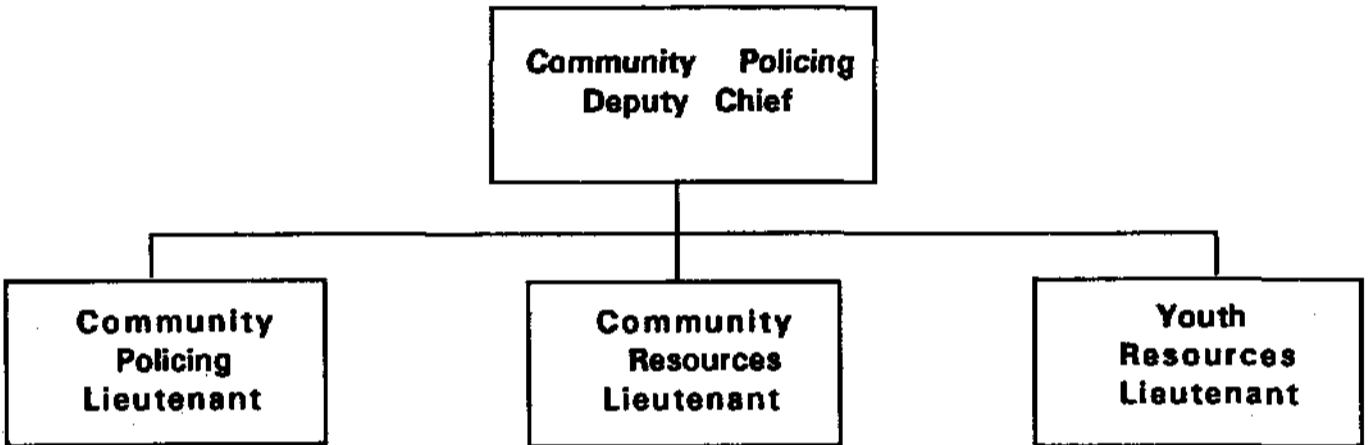 Community Policing
Deputy Chief
Community
Policing
Lieutenant
Community
Resources
Lieutenant
Youth
Resources
Lieutenant